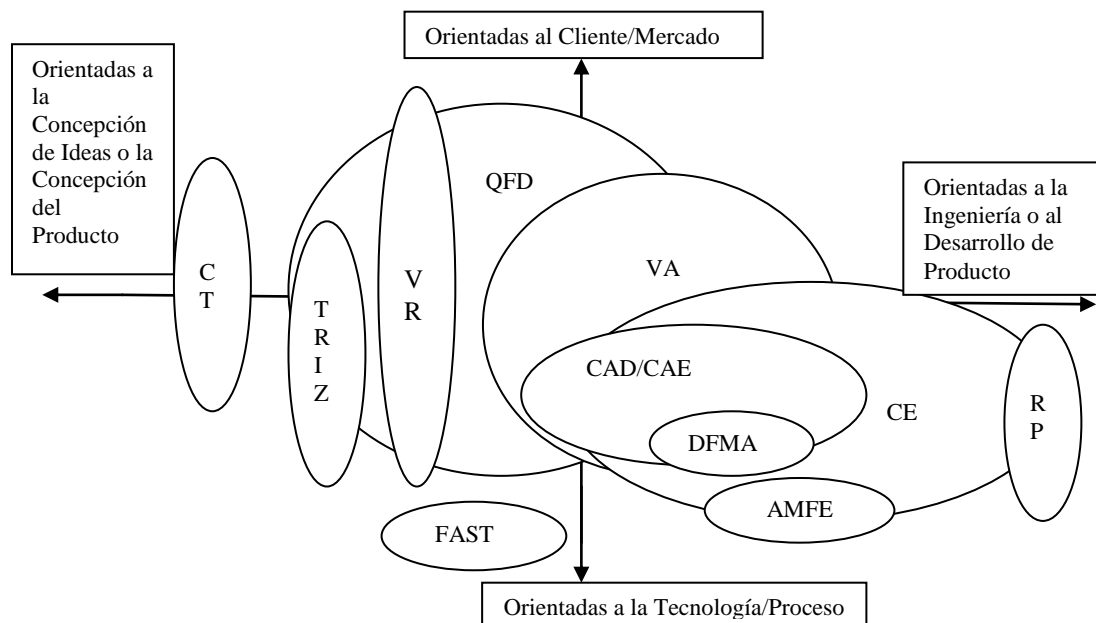 Orientadas al Cliente/Mercado
Orientadas a
la
Concepción
de Ideas o la
Concepción
del
Producto
Orientadas a la
Ingeniería o al
Desarrollo de
Producto
C
T
T
R
I
Z
V
R
QFD
VA
CAD/CAE
DFMA
CE
R
P
AMFE
FAST
Orientadas a la Tecnología/Proceso